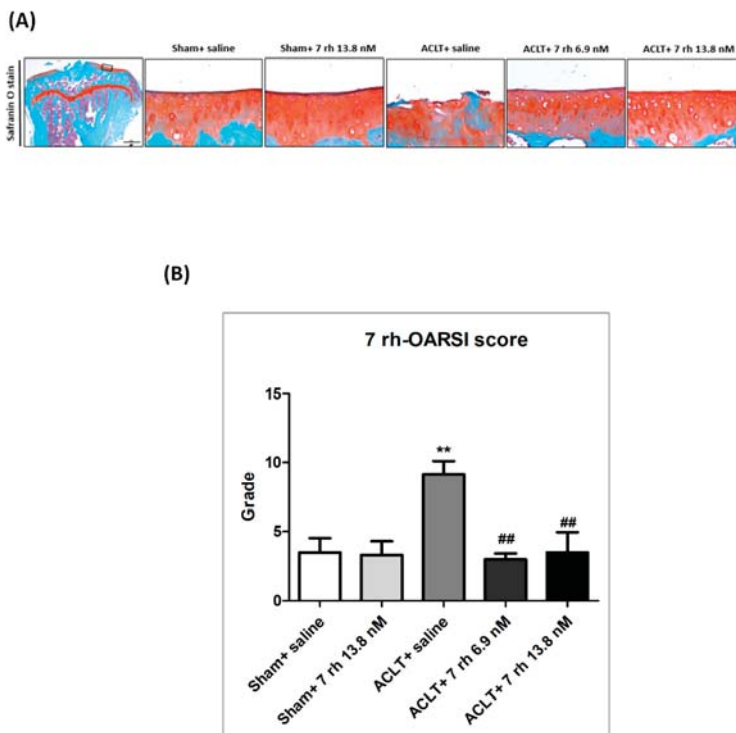 (A)
Sham+ saline
Sham+ 7 rh 13.8 nM
ACLT+ saline
ACLT+ 7 rh 6.9 nM
ACLT+ 7 rh 13.8 nM
Safranin O stain
(B)
7 rh-OARSI score
Grade
15
10
5
0
**
##
##
Sham+ saline
Sham+ 7 rh 13.8 nM
ACLT+ saline
ACLT+ 7 rh 6.9 nM
ACLT+ 7 rh 13.8 nM